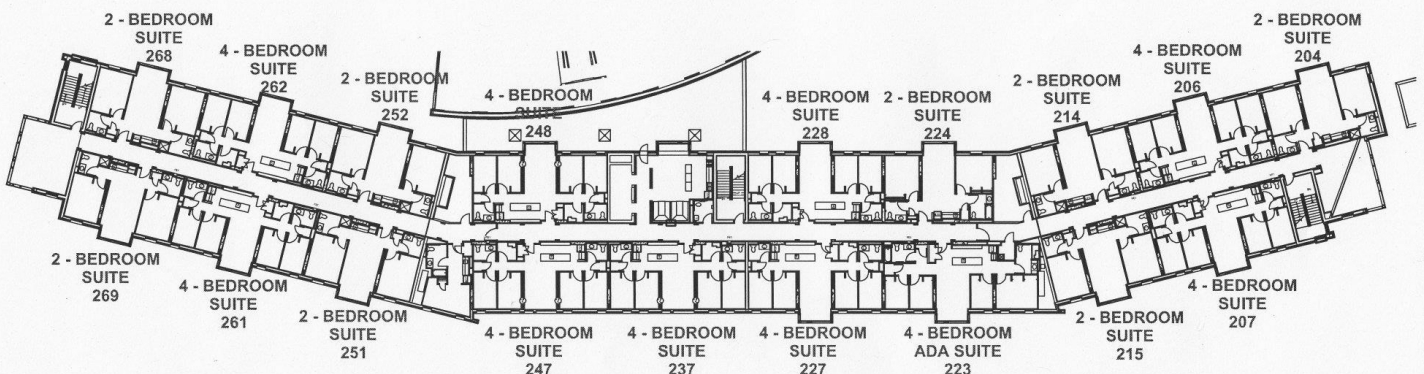 2 - BEDROOM
SUITE
268
4 - BEDROOM
SUITE
262
2 - BEDROOM
SUITE
252
4 - BEDROOM
SUITE
248
4 - BEDROOM
SUITE
228
2 - BEDROOM
SUITE
224
2 - BEDROOM
SUITE
214
4 - BEDROOM
SUITE
206
2 - BEDROOM
SUITE
204
2 - BEDROOM
SUITE
269
4 - BEDROOM
SUITE
261
2 - BEDROOM
SUITE
251
4 - BEDROOM
SUITE
247
4 - BEDROOM
SUITE
237
4 - BEDROOM
SUITE
227
4 - BEDROOM
ADA SUITE
223
2 - BEDROOM
SUITE
215
4 - BEDROOM
SUITE
207